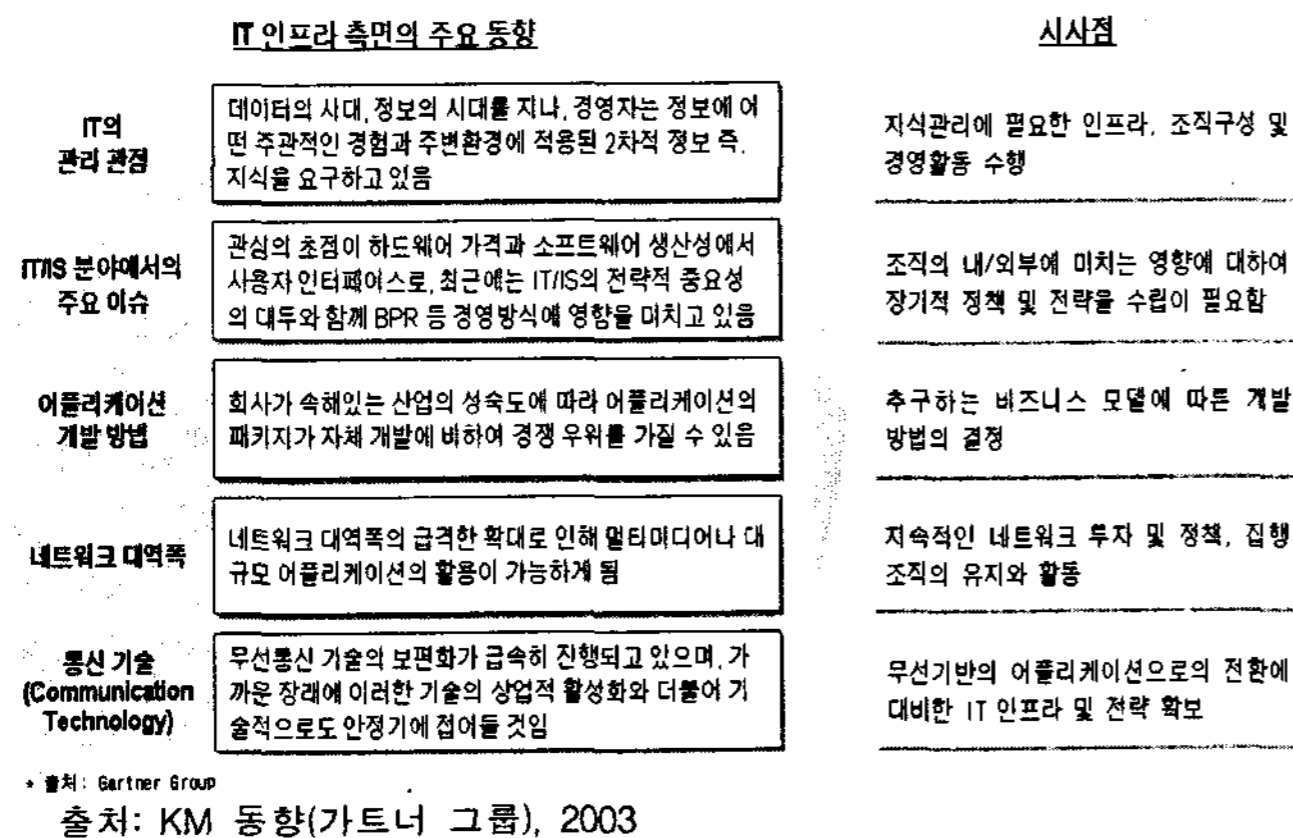 IT 인프라 측면의 주요 동향
시사점
IT의
관리 관점
데이터의 시대, 정보의 시대를 지나, 경영자는 정보에 어
떤 주관적인 경험과 주변환경에 적용된 2차적 정보 즉,
지식을 요구하고 있음
지식관리에 필요한 인프라, 조직구성 및
경영활동 수행
IT/IS 분야에서의
주요 이슈
관심의 초점이 하드웨어 가격과 소프트웨어 생산성에서
사용자 인터페이스로, 최근에는 IT/IS의 전략적 중요성
의 대두와 함께 BPR 등 경영방식에 영향을 미치고 있음
조직의 내/외부에 미치는 영향에 대하여
장기적 정책 및 전략을 수립이 필요함
어플리케이션
개발 방법
회사가 속해있는 산업의 성숙도에 따라 어플리케이션의
패키지가 자체 개발에 비하여 경쟁 우위를 가질 수 있음
추구하는 비즈니스 모델에 따른 개발
방법의 결정
네트워크 대역폭
네트워크 대역폭의 급격한 확대로 인해 멀티미디어나 대
규모 어플리케이션의 활용이 가능하게 됨
지속적인 네트워크 투자 및 정책, 집행
조직의 유지와 활동
통신 기술
(Communication
Technology)
무선통신 기술의 보편화가 급속히 진행되고 있으며, 가
까운 장래에 이러한 기술의 상업적 활성화와 더불어 기
술적으로도 안정기에 접어들 것임
무선기반의 어플리케이션으로의 전환에
대비한 IT 인프라 및 전략 확보
* 출처: Gartner Group
출처: KM 동향(가트너 그룹), 2003